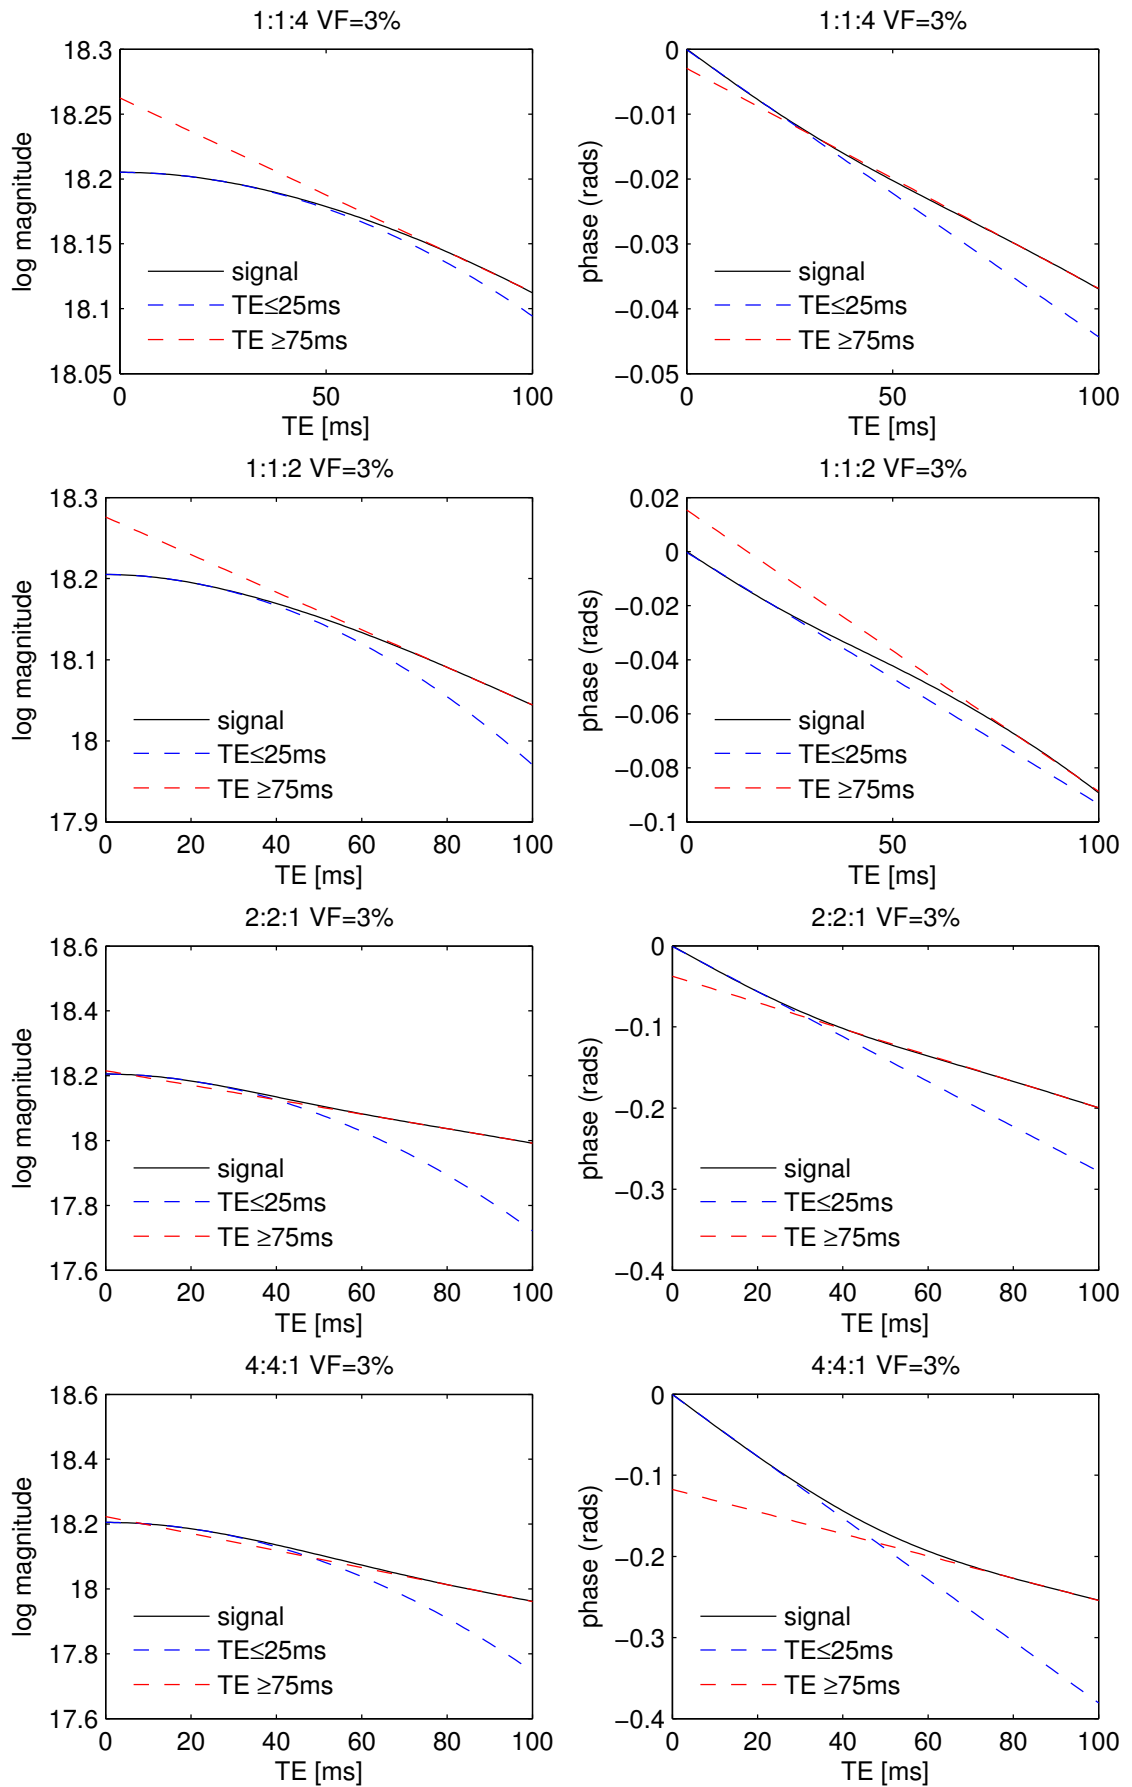 1:1:4 VF=3%
18.3
18.25
18.2
18.15
18.1
18.05
log magnitude
signal
TE≤25ms
TE ≥75ms
0
50
100
TE [ms]
1:1:4 VF=3%
0
−0.01
−0.02
−0.03
−0.04
−0.05
phase (rads)
signal
TE≤25ms
TE ≥75ms
0
50
100
TE [ms]
1:1:2 VF=3%
18.3
18.2
18.1
18
17.9
log magnitude
signal
TE≤25ms
TE ≥75ms
0
20
40
60
80
100
TE [ms]
1:1:2 VF=3%
0.02
0
−0.02
−0.04
−0.06
−0.08
−0.1
phase (rads)
signal
TE≤25ms
TE ≥75ms
0
50
100
TE [ms]
2:2:1 VF=3%
18.6
18.4
18.2
18
17.8
17.6
log magnitude
signal
TE≤25ms
TE ≥75ms
0
20
40
60
80
100
TE [ms]
2:2:1 VF=3%
0
−0.1
−0.2
−0.3
−0.4
phase (rads)
signal
TE≤25ms
TE ≥75ms
0
20
40
60
80
100
TE [ms]
4:4:1 VF=3%
18.6
18.4
18.2
18
17.8
17.6
log magnitude
signal
TE≤25ms
TE ≥75ms
0
20
40
60
80
100
TE [ms]
4:4:1 VF=3%
0
−0.1
−0.2
−0.3
−0.4
phase (rads)
signal
TE≤25ms
TE ≥75ms
0
20
40
60
80
100
TE [ms]